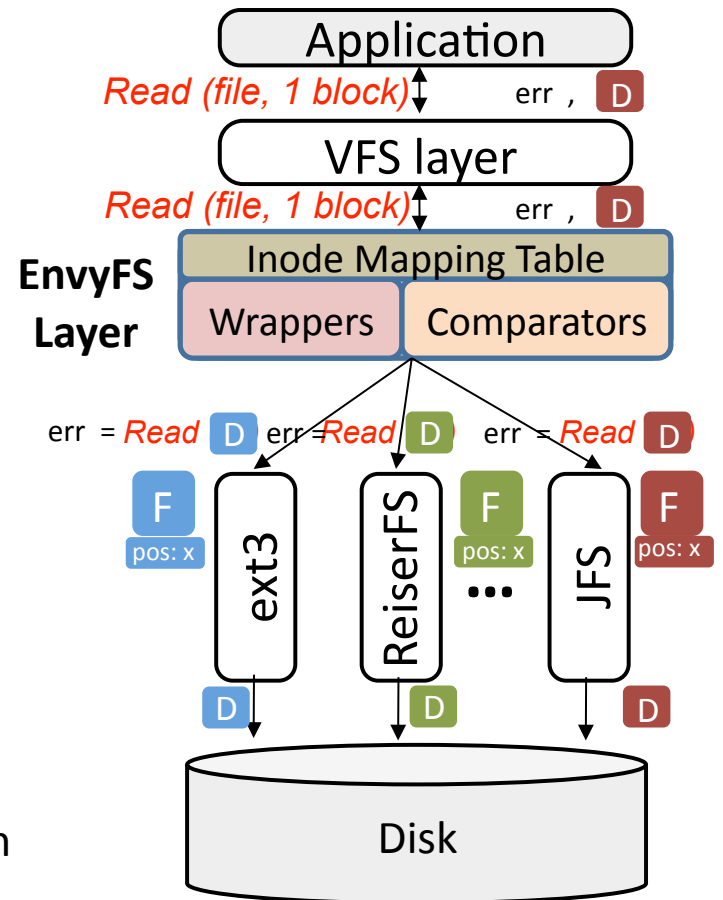 Application
Read (file, 1 block) err , D
VFS layer
Read (file, 1 block) err , D
EnvyFS
Layer
Inode Mapping Table
Wrappers Comparators
err = Read D ) err = Read D ) err = Read D )
F F F
pos: x pos: x pos: x
ext3 ReiserFS ... JFS
D D D
Disk
n